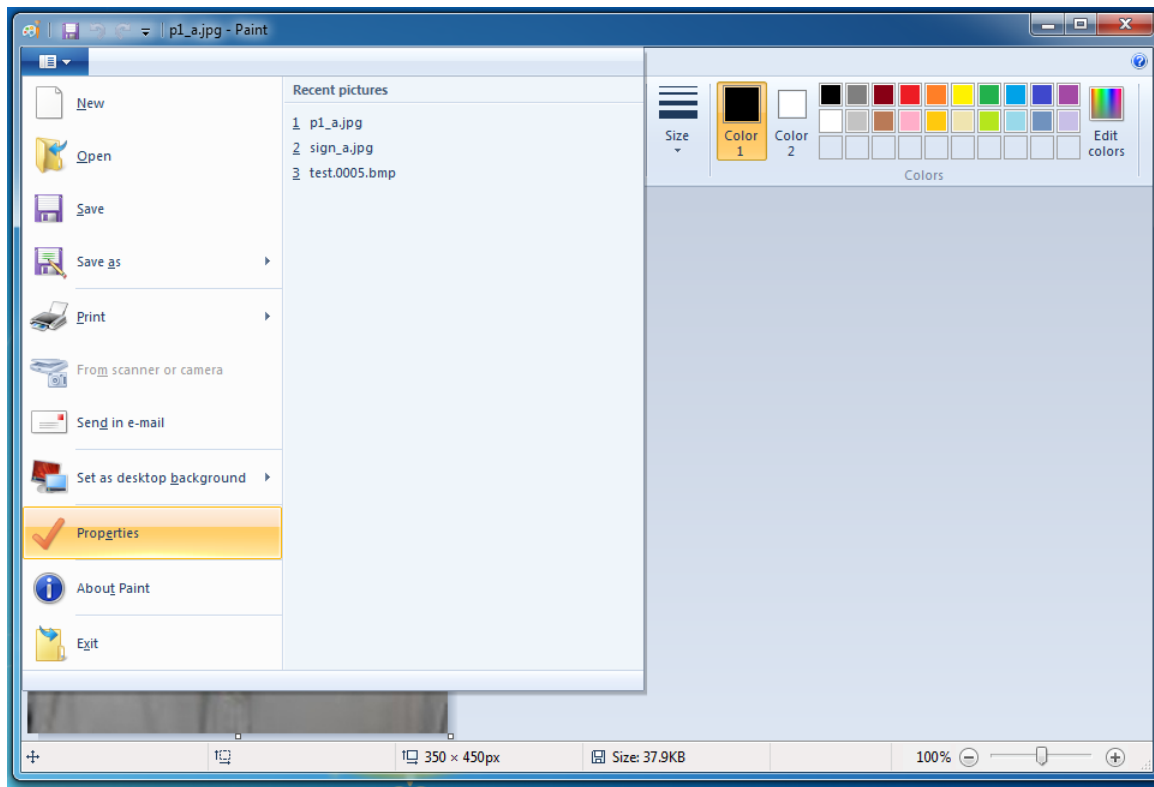 p1_a.jpg - Paint
New
Open
Save
Save as
Print
From scanner or camera
Send in e-mail
Set as desktop background
Properties
About Paint
Exit
Recent pictures
1 p1_a.jpg
2 sign_a.jpg
3 test.0005.bmp
Size
Color
1
Color
2
Edit
colors
Colors
350 × 450px
Size: 37.9KB
100%